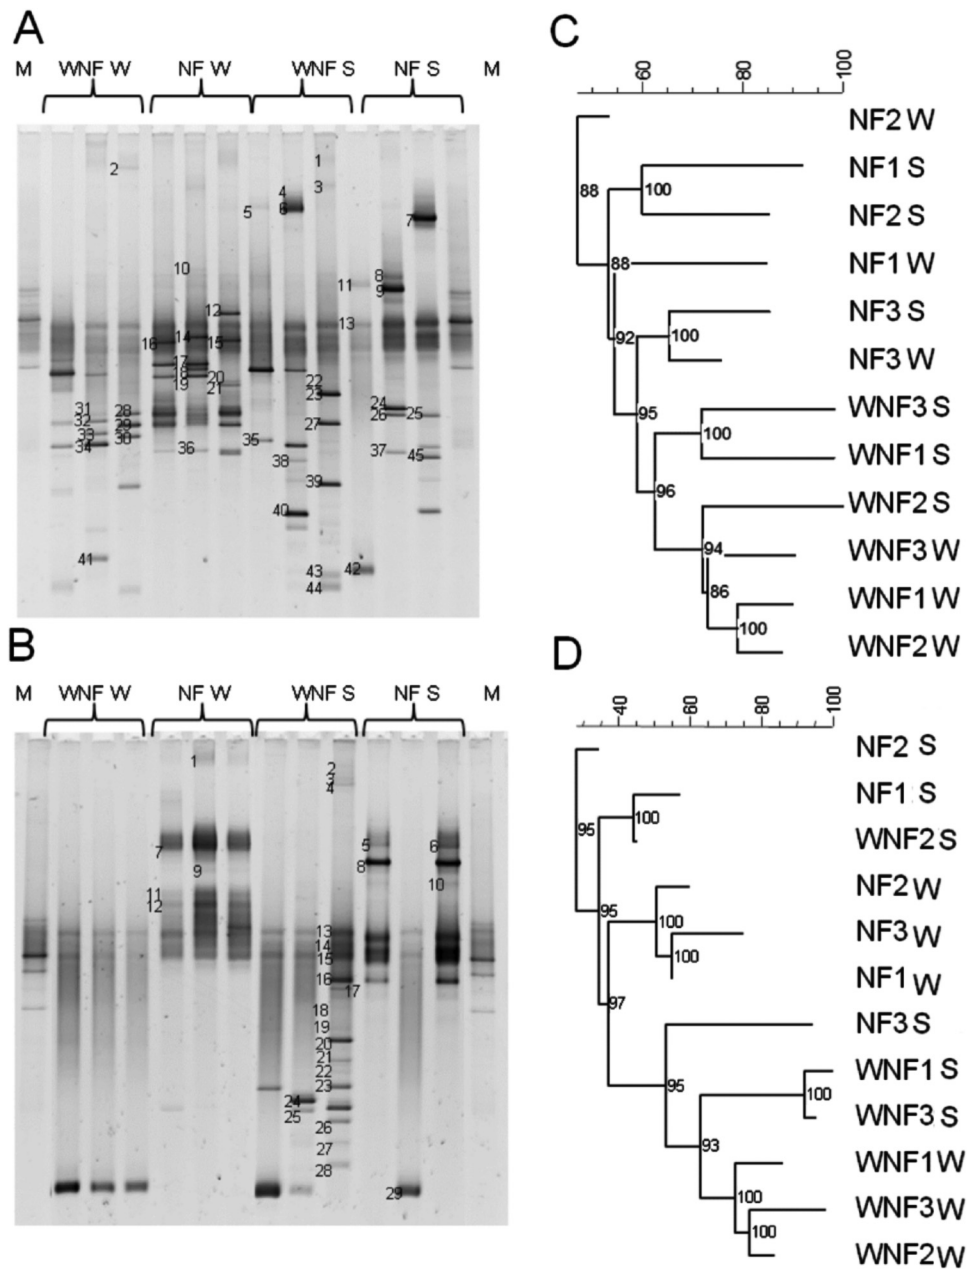 A
M WNF W NF W WNF S NF S M
1
2
3
4
5
6
7
8
9
10
11
12
13
14
15
16
17
18
19
20
21
22
23
24
25
26
27
28
29
30
31
32
33
34
35
36
37
38
39
40
41
42
43
44
45
B
M WNF W NF W WNF S NF S M
1
2
3
4
5
6
7
8
9
10
11
12
13
14
15
16
17
18
19
20
21
22
23
24
25
26
27
28
29
C
60 80 100
NF2 W
NF1 S
88 100
NF2 S
88 NF1 W
NF3 S
92 100
NF3 W
WNF3 S
95
100
WNF1 S
96
WNF2 S
94 WNF3 W
86
WNF1 W
100
WNF2 W
D
40 60 80 100
NF2 S
NF1 S
95 100
WNF2 S
NF2 W
95
100
NF3 W
100
NF1 W
97
NF3 S
WNF1 S
95
100
WNF3 S
93
WNF1 W
100
WNF3 W
100
WNF2 W